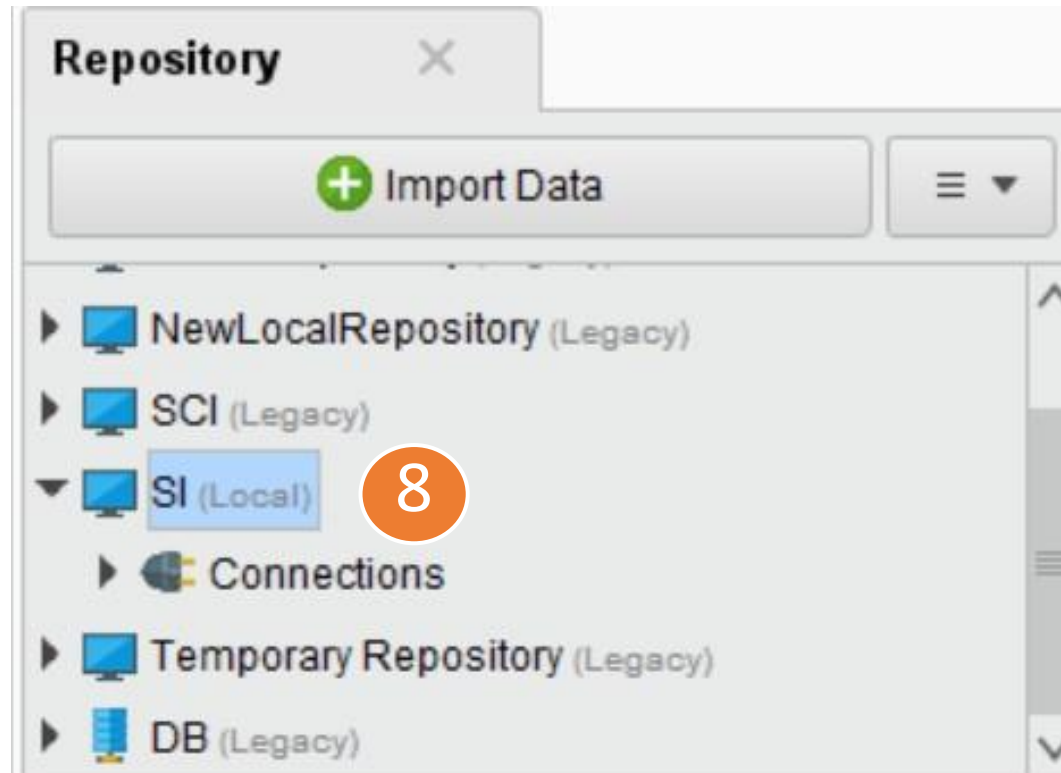 Repository
Import Data
NewLocalRepository (Legacy)
SCI (Legacy)
SI (Local)
8
Connections
Temporary Repository (Legacy)
DB (Legacy)